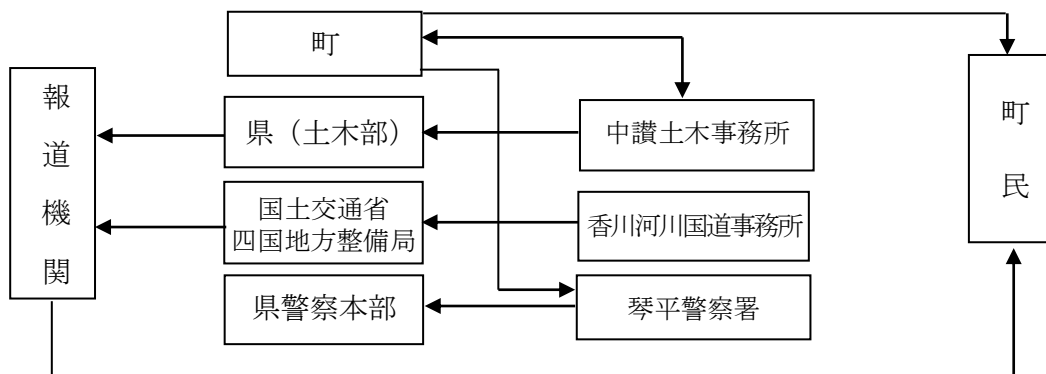 町
報道機関
県（土木部）
中讃土木事務所
町民
国土交通省
四国地方整備局
香川河川国道事務所
県警察本部
琴平警察署